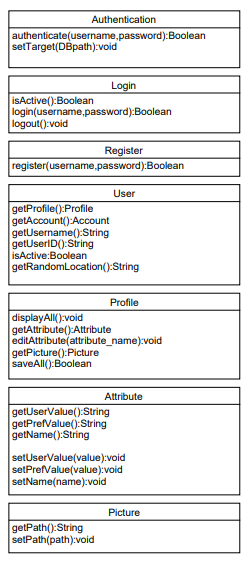 Authentication
authenticate(username,password):Boolean
setTarget(DBpath):void
Login
isActive():Boolean
login(username,password):Boolean
logout():void
Register
register(username,password):Boolean
User
getProfile():Profile
getAccount():Account
getUsername():String
getUserID():String
isActive:Boolean
getRandomLocation():String
Profile
displayAll():void
getAttribute():Attribute
editAttribute(attribute_name):void
getPicture():Picture
saveAll():Boolean
Attribute
getUserValue():String
getPrefValue():String
getName():String
setUserValue(value):void
setPrefValue(value):void
setName(name):void
Picture
getPath():String
setPath(path):void